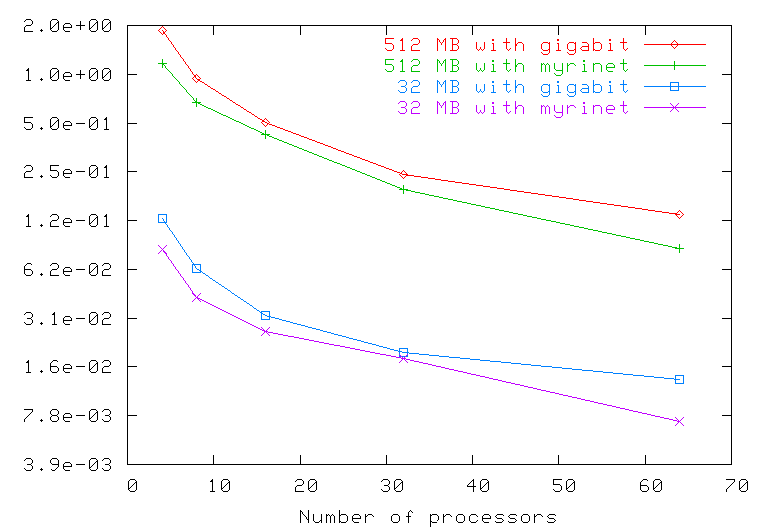 2.0e+00
1.0e+00
5.0e-01
2.5e-01
1.2e-01
6.2e-02
3.1e-02
1.6e-02
7.8e-03
3.9e-03
512 MB with gigabit
512 MB with myrinet
32 MB with gigabit
32 MB with myrinet
0 10 20 30 40 50 60 70
Number of processors